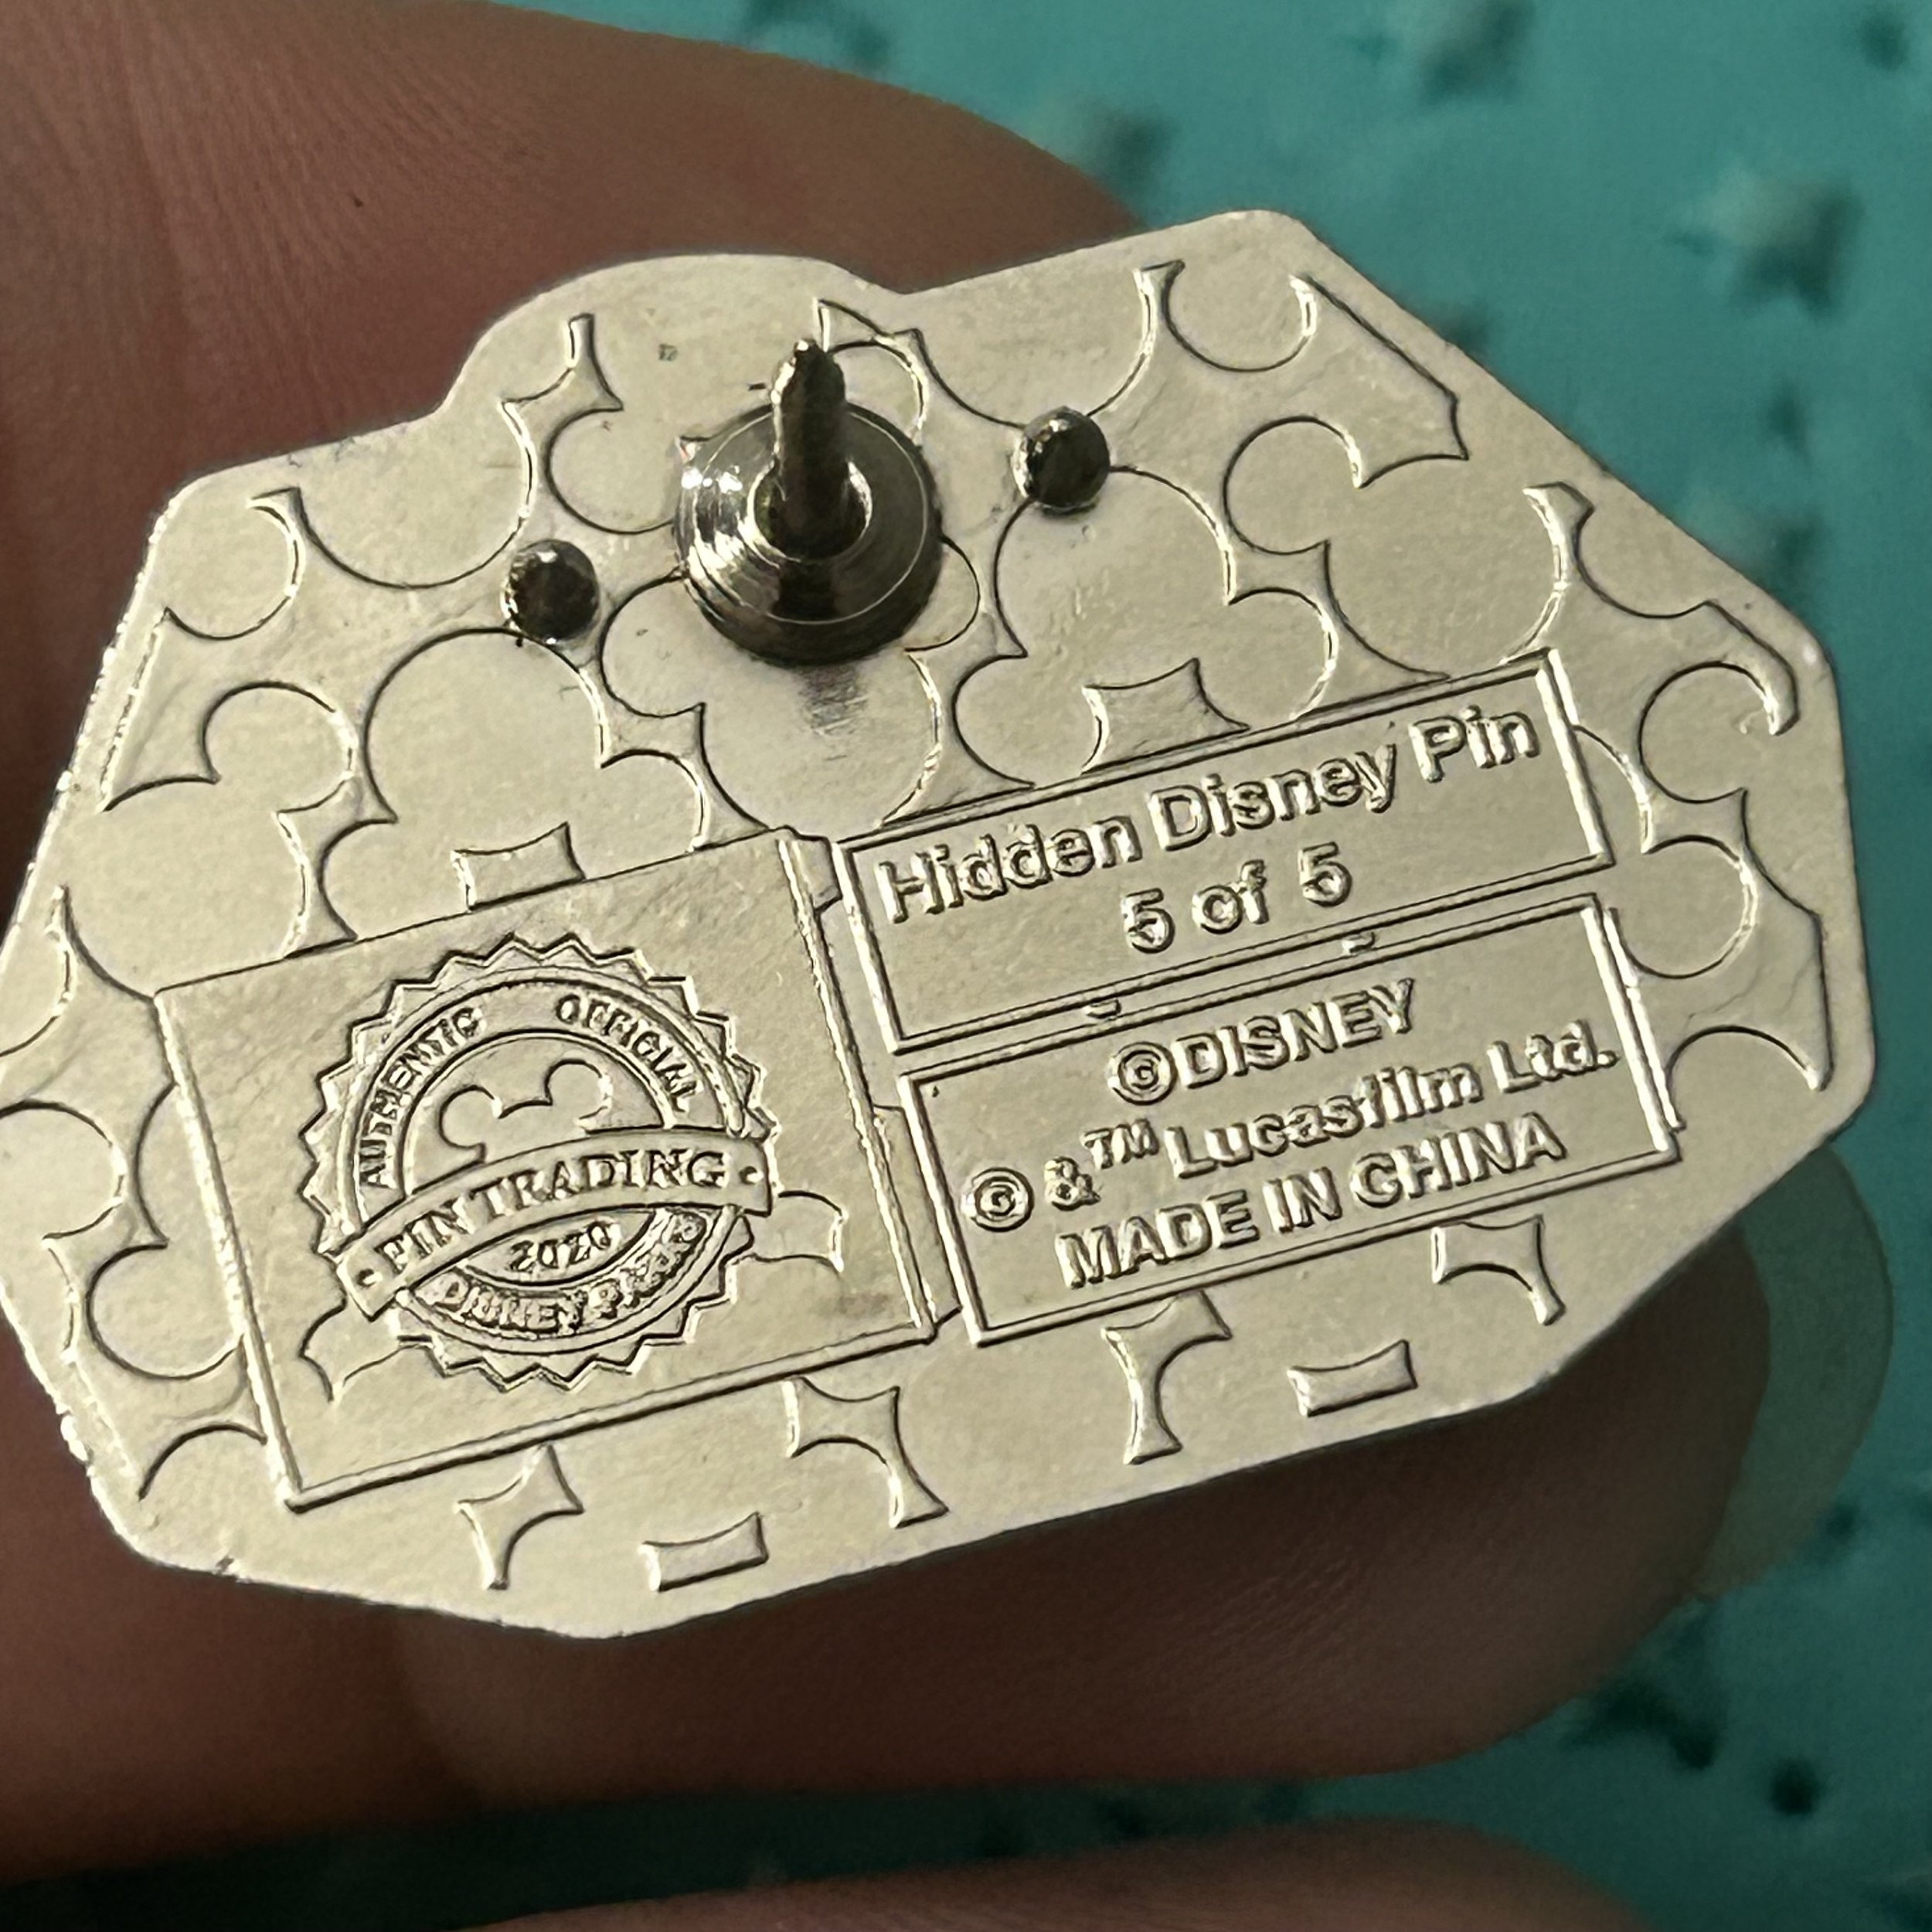 Hidden Disney Pin
5 of 5
©DISNEY
© &™ Lucasfilm Ltd.
MADE IN CHINA
AUTHENTIC OFFICIAL
• PIN TRADING •
2020
DISNEY PARKS